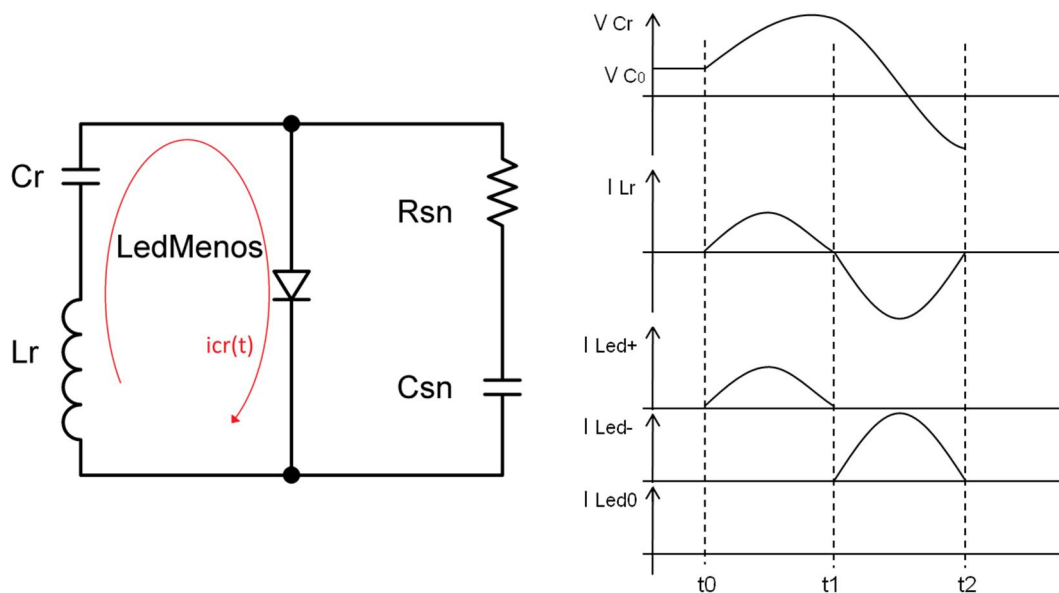 Cr
LedMenos
Lr
icr(t)
Rsn
Csn
V Cr
V C0
I Lr
I Led+
I Led-
I Led0
t0 t1 t2